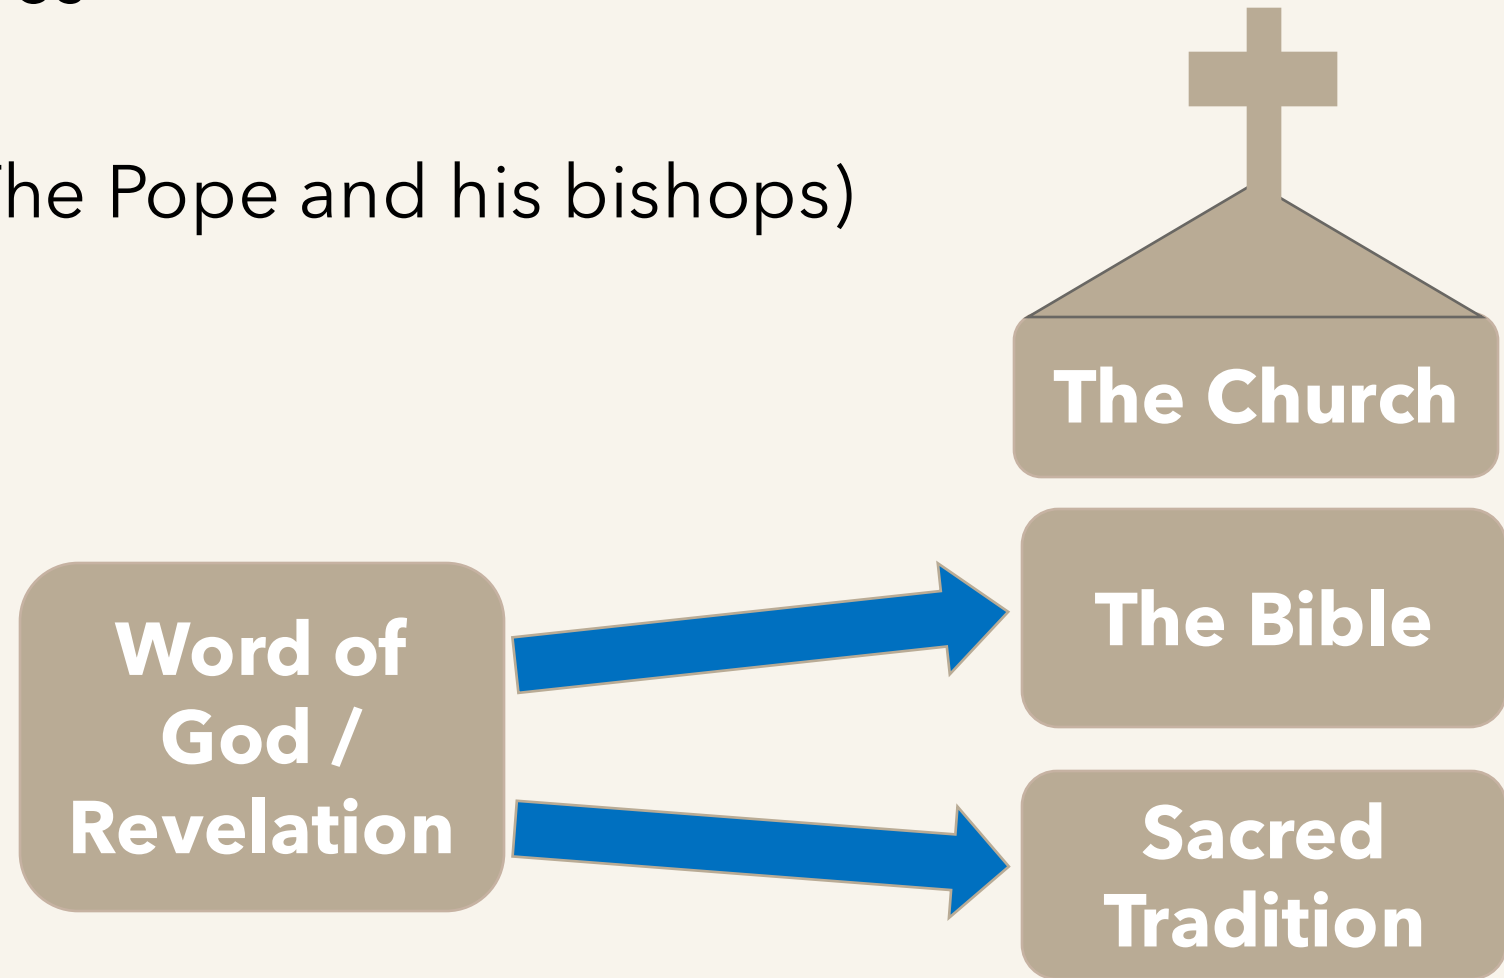 he Pope and his bishops)
The Church
The Bible
Word of
God /
Revelation
Sacred
Tradition